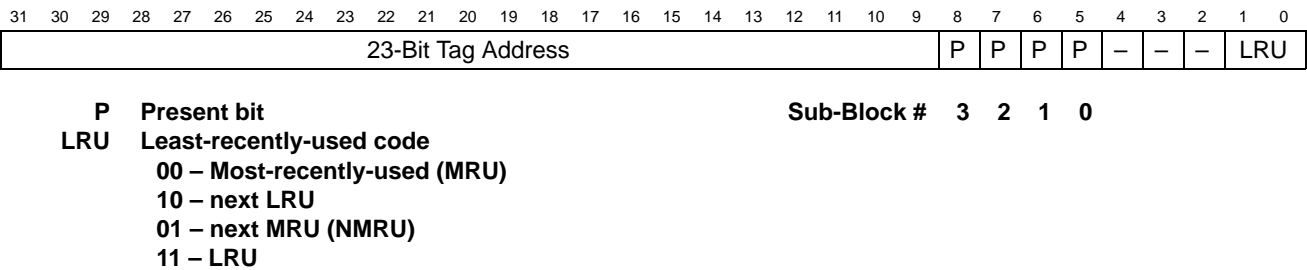 31 30 29 28 27 26 25 24 23 22 21 20 19 18 17 16 15 14 13 12 11 10 9 8 7 6 5 4 3 2 1 0
23-Bit Tag Address P P P P – – – LRU
P Present bit Sub-Block # 3 2 1 0
LRU Least-recently-used code
00 – Most-recently-used (MRU)
10 – next LRU
01 – next MRU (NMRU)
11 – LRU